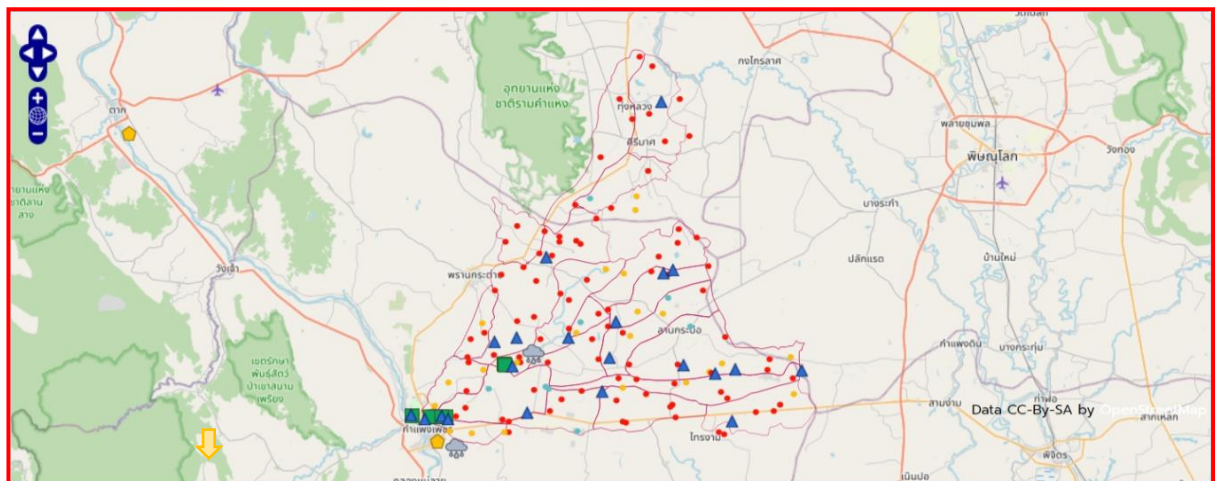 กงไกรลาศ
อุทยานแห่ง
ชาติรามคำแหง
ทุ่งหลวง
ตาก
พลายชุมพล
คีรีมาศ
พิษณุโลก
วังทอง
ชาติลาน
สาง
บางระกำ
วังเจ้า
พรานกระต่าย
ปลักแรด
บ้านใหม่
ลานกระบือ
กำแพงดิน
บางกระทุ่ม
เขตรักษา
พันธุ์สัตว์
ป่าเขาสนาม
เพรียง
สามง่าม
ท่าฬ่อ
Data CC-By-SA by OpenStreetMap
สากเหล็ก
กำแพงเพชร
ไทรงาม
พิจิตร
เนินปอ